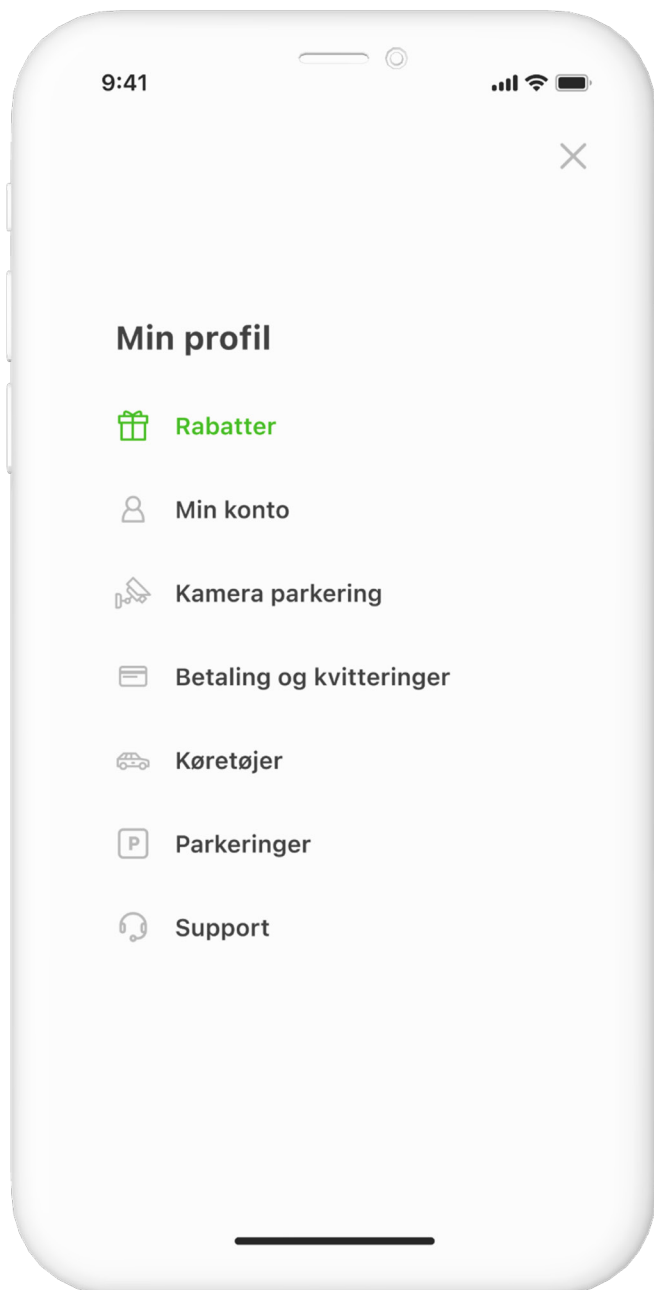 9:41
Min profil
Rabatter
Min konto
Kamera parkering
Betaling og kvitteringer
Køretøjer
P Parkeringer
Support